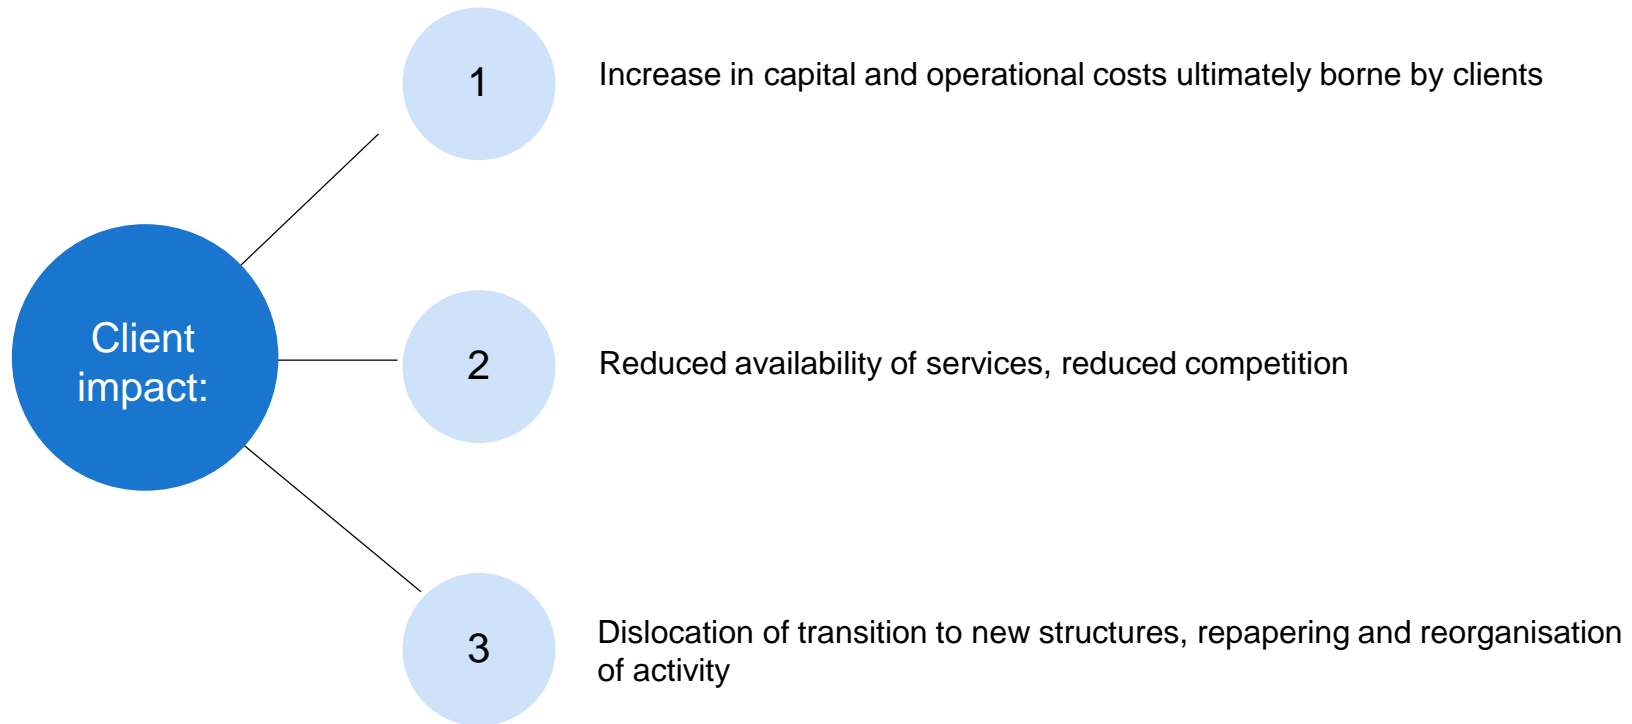 1
Increase in capital and operational costs ultimately borne by clients
Client
impact:
2
Reduced availability of services, reduced competition
3
Dislocation of transition to new structures, repapering and reorganisation
of activity